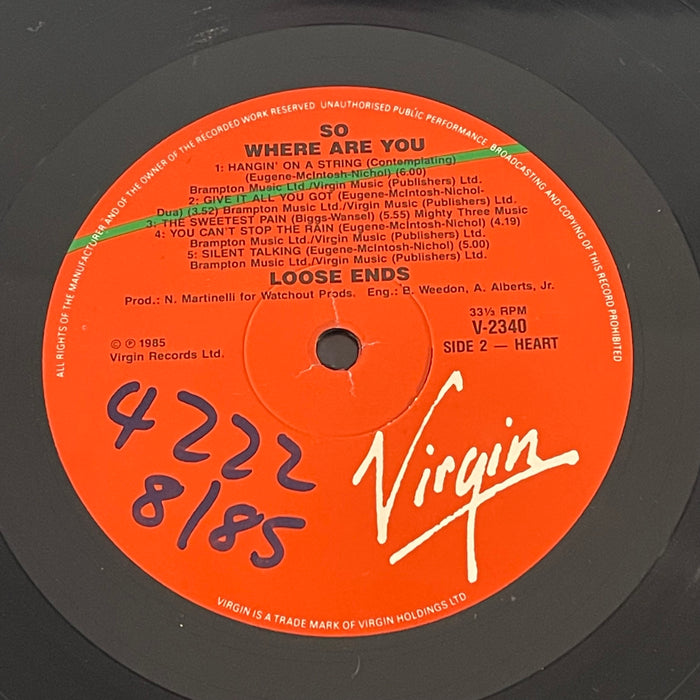 ALL RIGHTS OF THE MANUFACTURER AND OF THE OWNER OF THE RECORDED WORK RESERVED UNAUTHORISED PUBLIC PERFORMANCE, BROADCASTING AND COPYING OF THIS RECORD PROHIBITED
SO
WHERE ARE YOU
1: HANGIN' ON A STRING (Contemplating)
(Eugene-McIntosh-Nichol) (6.00)
Brampton Music Ltd./Virgin Music (Publishers) Ltd.
2: GIVE IT ALL YOU GOT (Eugene-McIntosh-Nichol-
Dua) (3.52) Brampton Music Ltd./Virgin Music (Publishers) Ltd.
3: THE SWEETEST PAIN (Biggs-Wansel) (5.55) Mighty Three Music
4: YOU CAN'T STOP THE RAIN (Eugene-McIntosh-Nichol) (4.19)
Brampton Music Ltd./Virgin Music (Publishers) Ltd.
5: SILENT TALKING (Eugene-McIntosh-Nichol) (5.00)
Brampton Music Ltd./Virgin Music (Publishers) Ltd.
LOOSE ENDS
Prod.: N. Martinelli for Watchout Prods. Eng.: B. Weedon, A. Alberts, Jr.
© ℗ 1985
Virgin Records Ltd.
33⅓ RPM
V-2340
SIDE 2 — HEART
4222
8/85
Virgin
VIRGIN IS A TRADE MARK OF VIRGIN HOLDINGS LTD